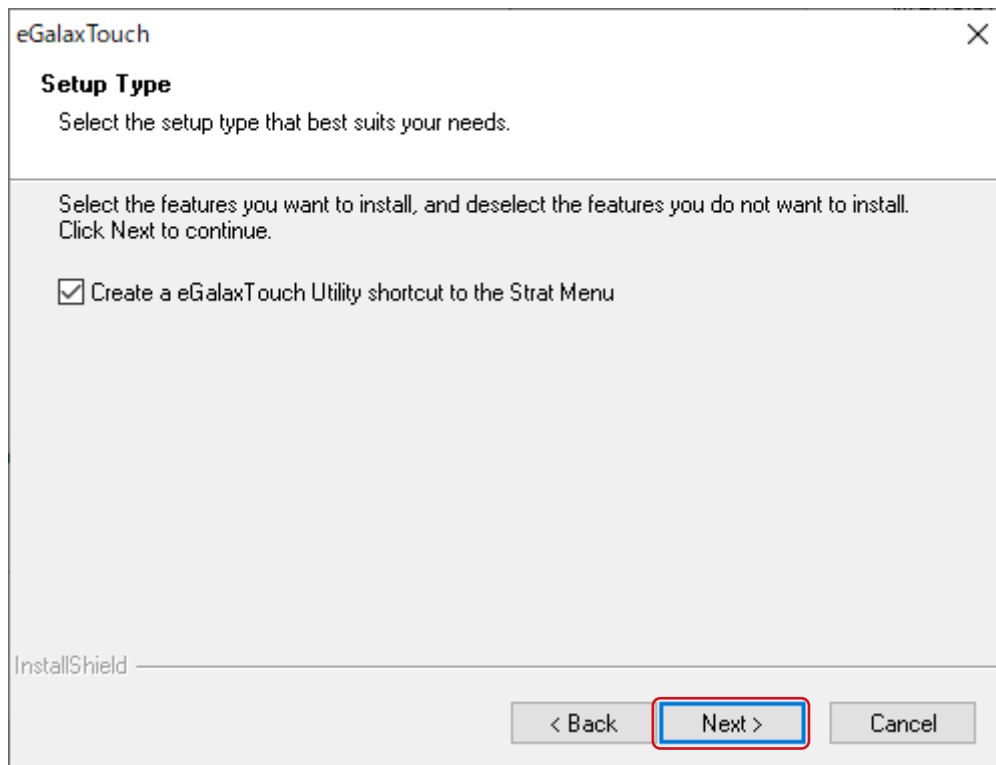 eGalaxTouch
Setup Type
Select the setup type that best suits your needs.
Select the features you want to install, and deselect the features you do not want to install.
Click Next to continue.
Create a eGalaxTouch Utility shortcut to the Strat Menu
InstallShield
< Back
Next >
Cancel